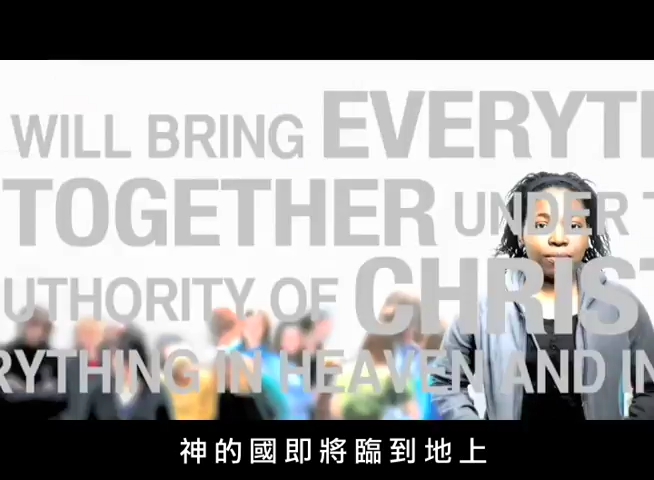 WILL BRING EVERYTHI
TOGETHER UNDER T
UTHORITY OF CHRIST
RYTHING IN HEAVEN AND IN
神的國即將臨到地上